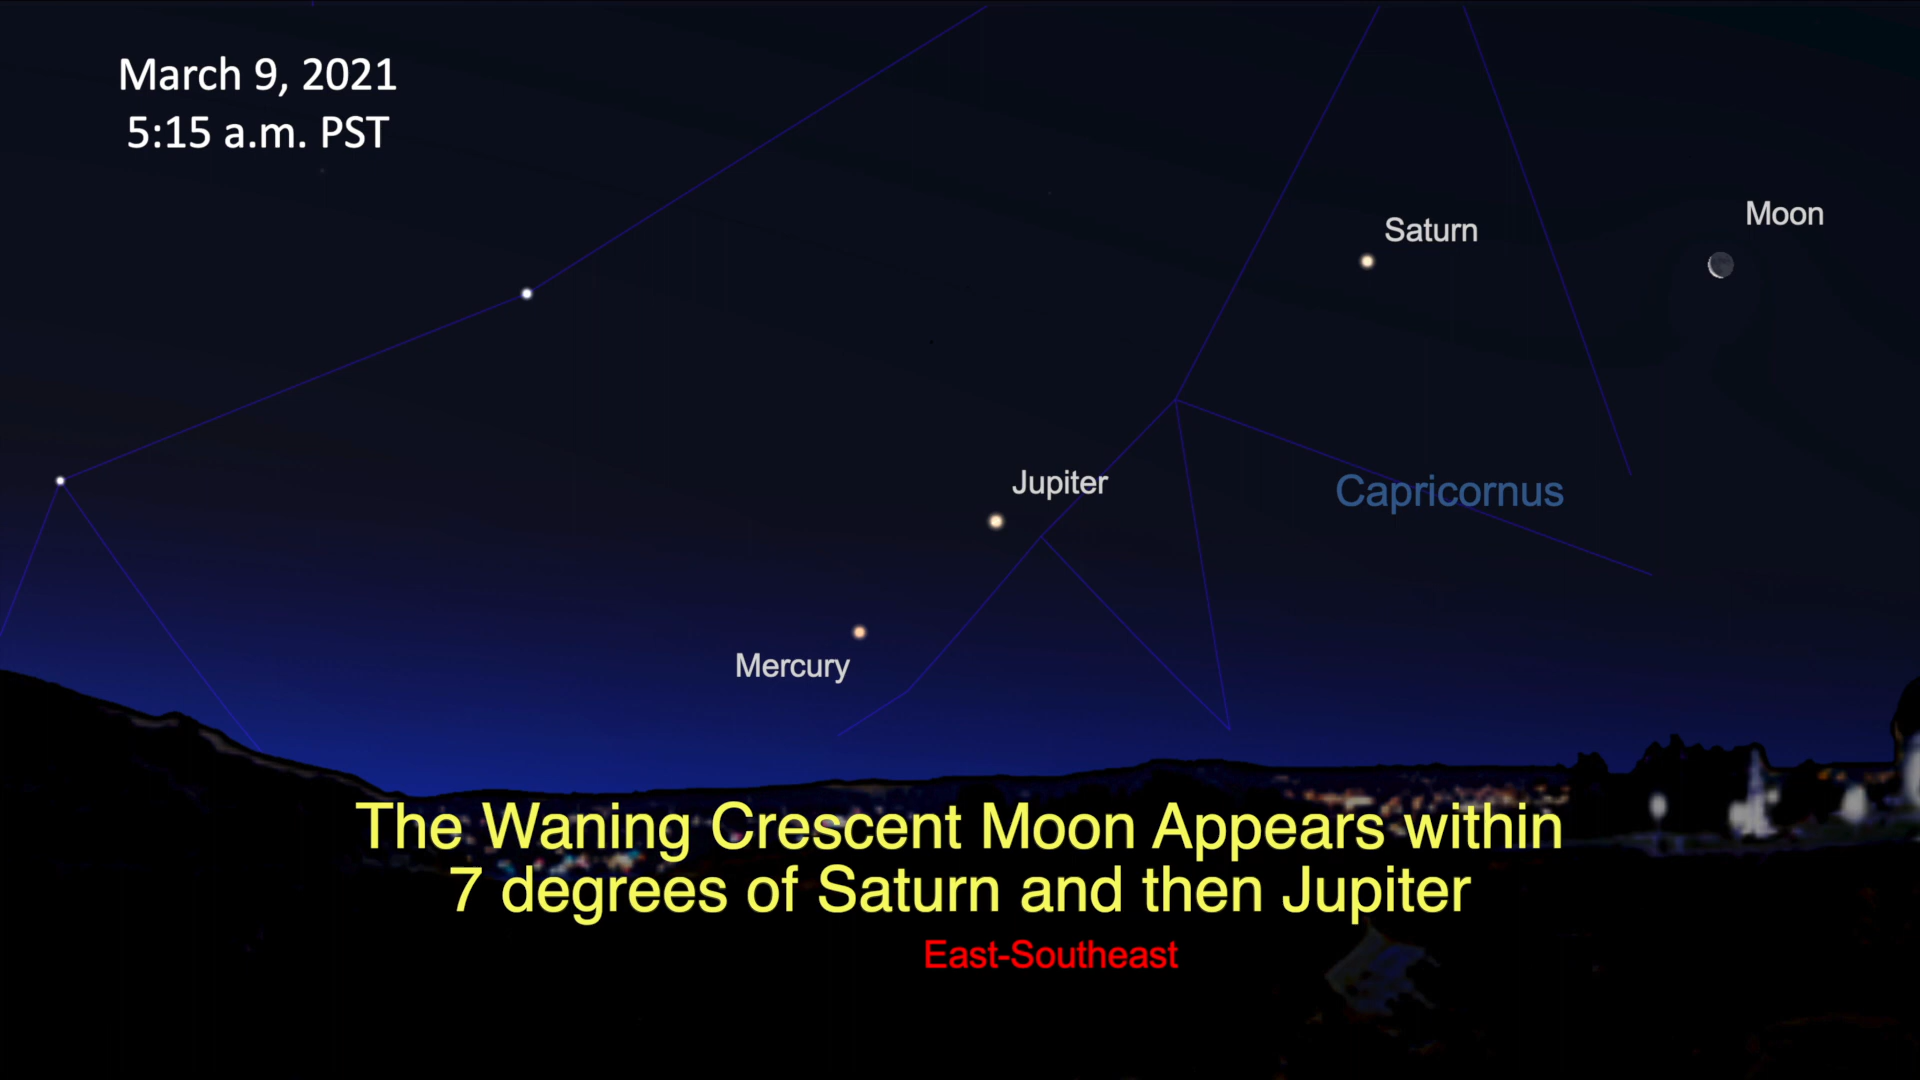 March 9, 2021
5:15 a.m. PST
Moon
Saturn
Jupiter
Capricornus
Mercury
The Waning Crescent Moon Appears within
7 degrees of Saturn and then Jupiter
East-Southeast